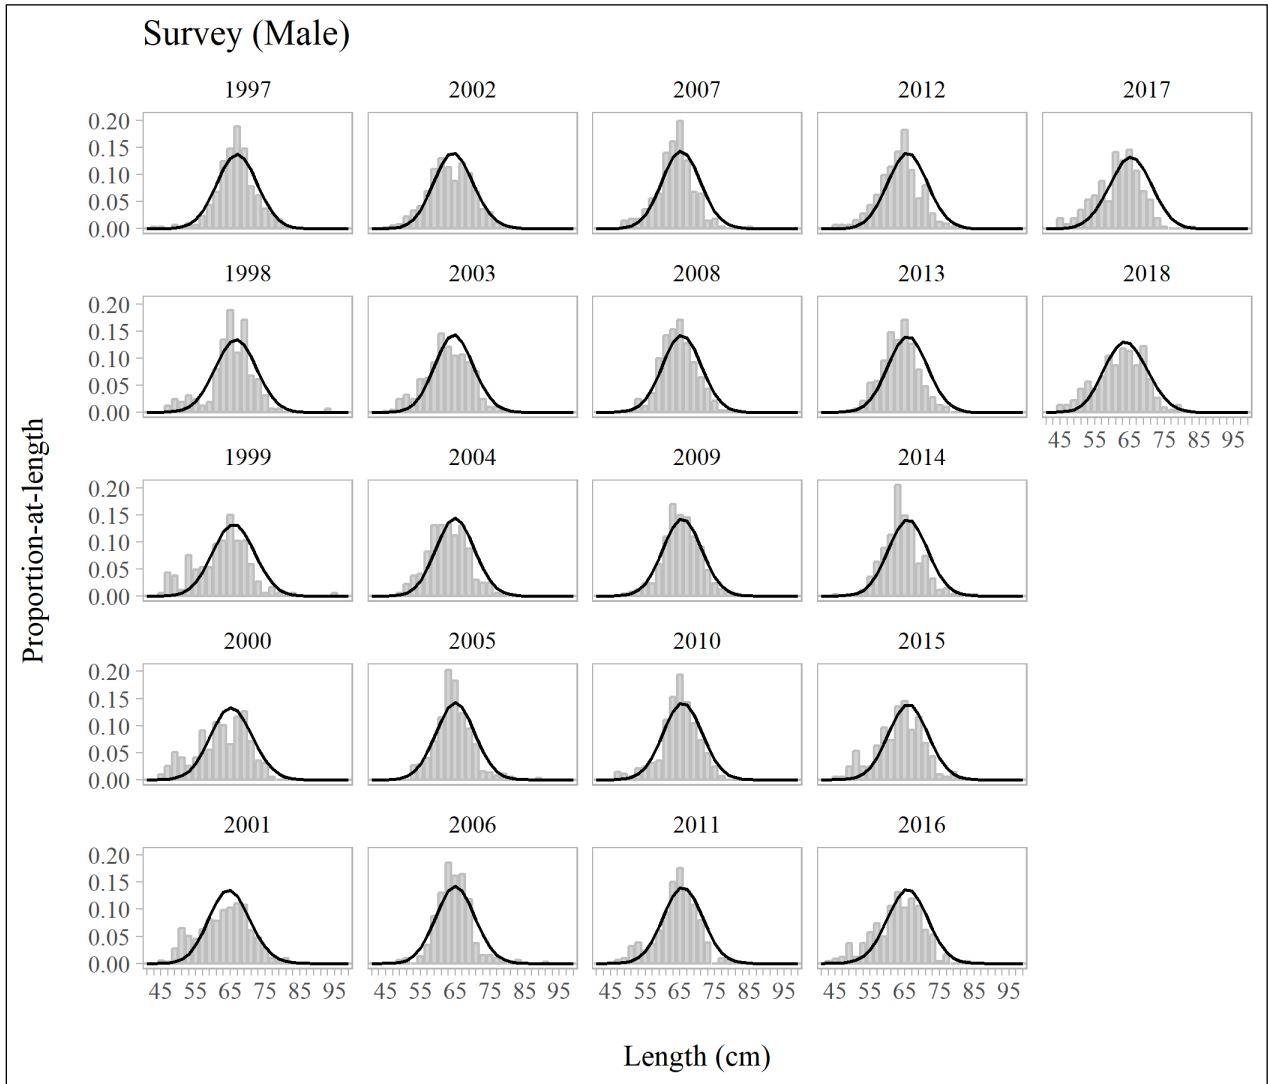 Survey (Male)
1997 2002 2007 2012 2017
0.20
0.15
0.10
0.05
0.00
1998 2003 2008 2013 2018
0.20
0.15
0.10
0.05
0.00
45 55 65 75 85 95
1999 2004 2009 2014
0.20
0.15
0.10
0.05
0.00
2000 2005 2010 2015
0.20
0.15
0.10
0.05
0.00
2001 2006 2011 2016
0.20
0.15
0.10
0.05
0.00
45 55 65 75 85 95 45 55 65 75 85 95 45 55 65 75 85 95 45 55 65 75 85 95
Proportion-at-length
Length (cm)